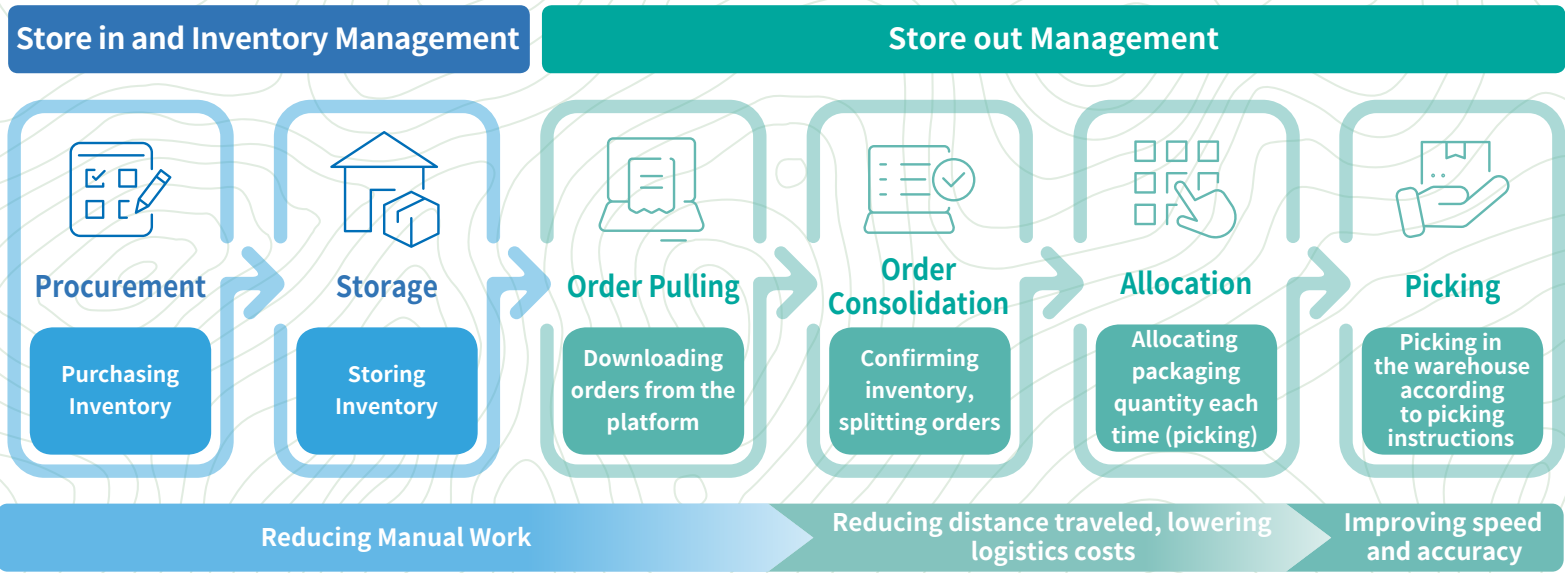 Store in and Inventory Management
Store out Management
Procurement
Purchasing
Inventory
Storage
Storing
Inventory
Order Pulling
Downloading
orders from the
platform
Order
Consolidation
Confirming
inventory,
splitting orders
Allocation
Allocating
packaging
quantity each
time (picking)
Picking
Picking in
the warehouse
according
to picking
instructions
Reducing Manual Work
Reducing distance traveled, lowering
logistics costs
Improving speed
and accuracy